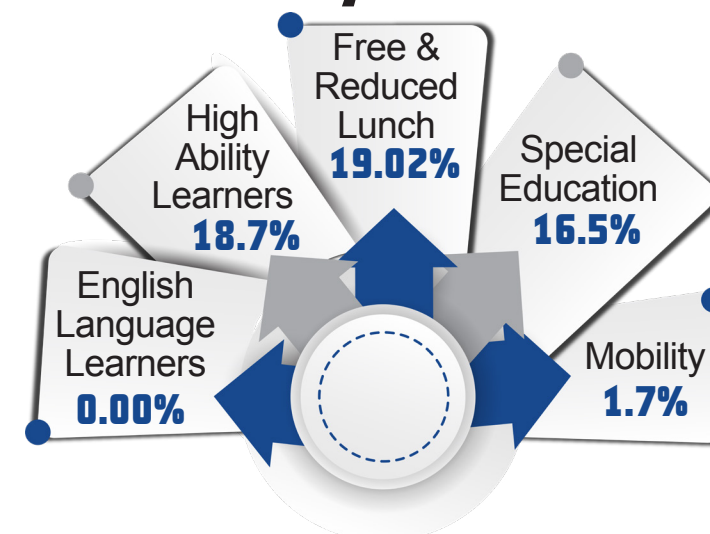 English
Language
Learners
0.00%
High
Ability
Learners
18.7%
Free &
Reduced
Lunch
19.02%
Special
Education
16.5%
Mobility
1.7%